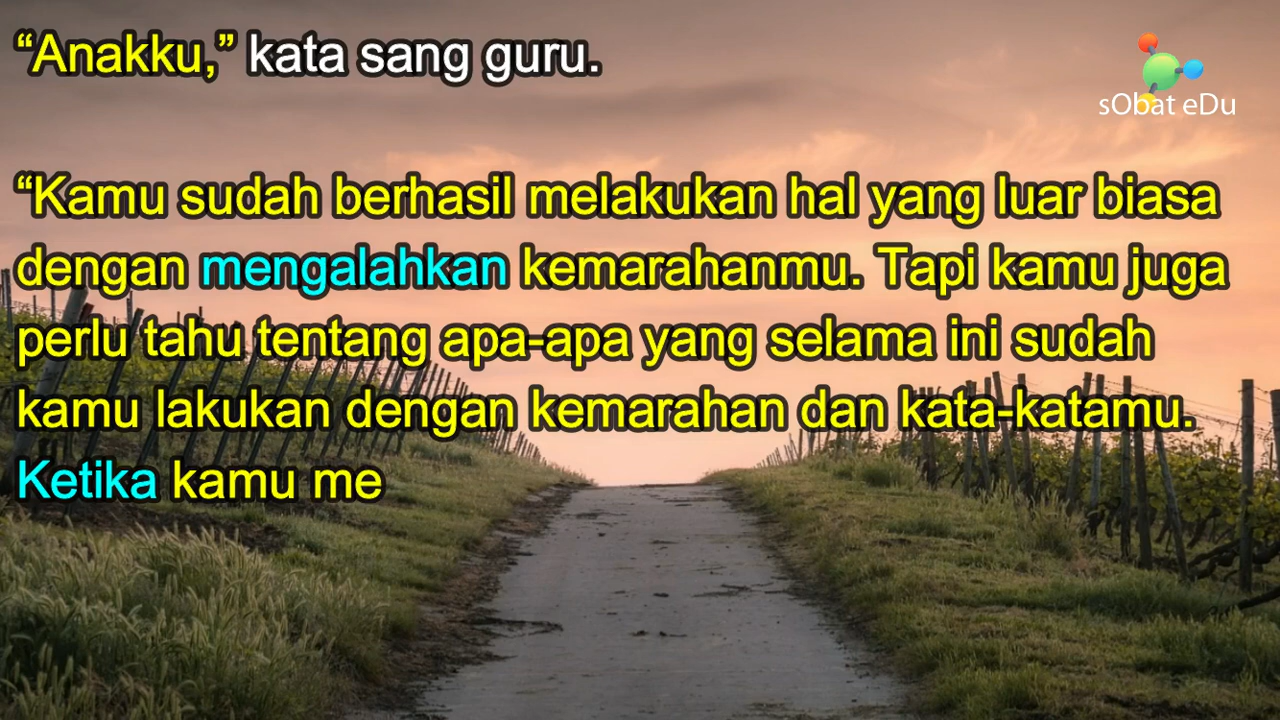 “Anakku,” kata sang guru.
sObat eDu
“Kamu sudah berhasil melakukan hal yang luar biasa
dengan mengalahkan kemarahanmu. Tapi kamu juga
perlu tahu tentang apa-apa yang selama ini sudah
kamu lakukan dengan kemarahan dan kata-katamu.
Ketika kamu me